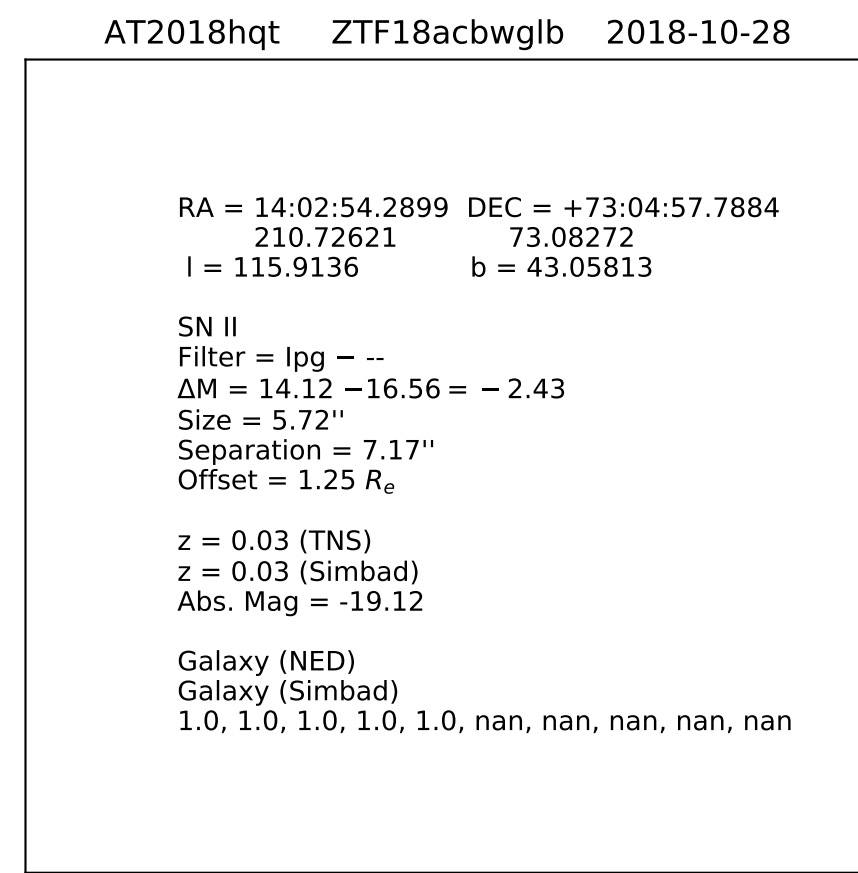 AT2018hqt ZTF18acbwglb 2018-10-28
RA = 14:02:54.2899 DEC = +73:04:57.7884
210.72621 73.08272
l = 115.9136 b = 43.05813
SN II
Filter = Ipg − --
ΔM = 14.12 −16.56 = − 2.43
Size = 5.72''
Separation = 7.17''
Offset = 1.25 Re
z = 0.03 (TNS)
z = 0.03 (Simbad)
Abs. Mag = -19.12
Galaxy (NED)
Galaxy (Simbad)
1.0, 1.0, 1.0, 1.0, 1.0, nan, nan, nan, nan, nan